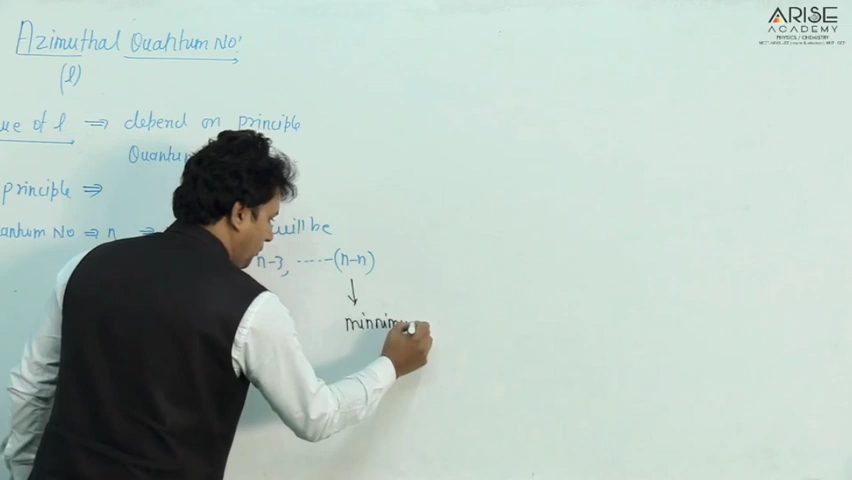 ARISE
ACADEMY
PHYSICS / CHEMISTRY
Azimuthal Quantum No:
(l)
ue of l ⇒ depend on principle
Quantu
principle ⇒
antum No ⇒ n ⇒ will be
n-3, ......(n-n)
↓
minnim